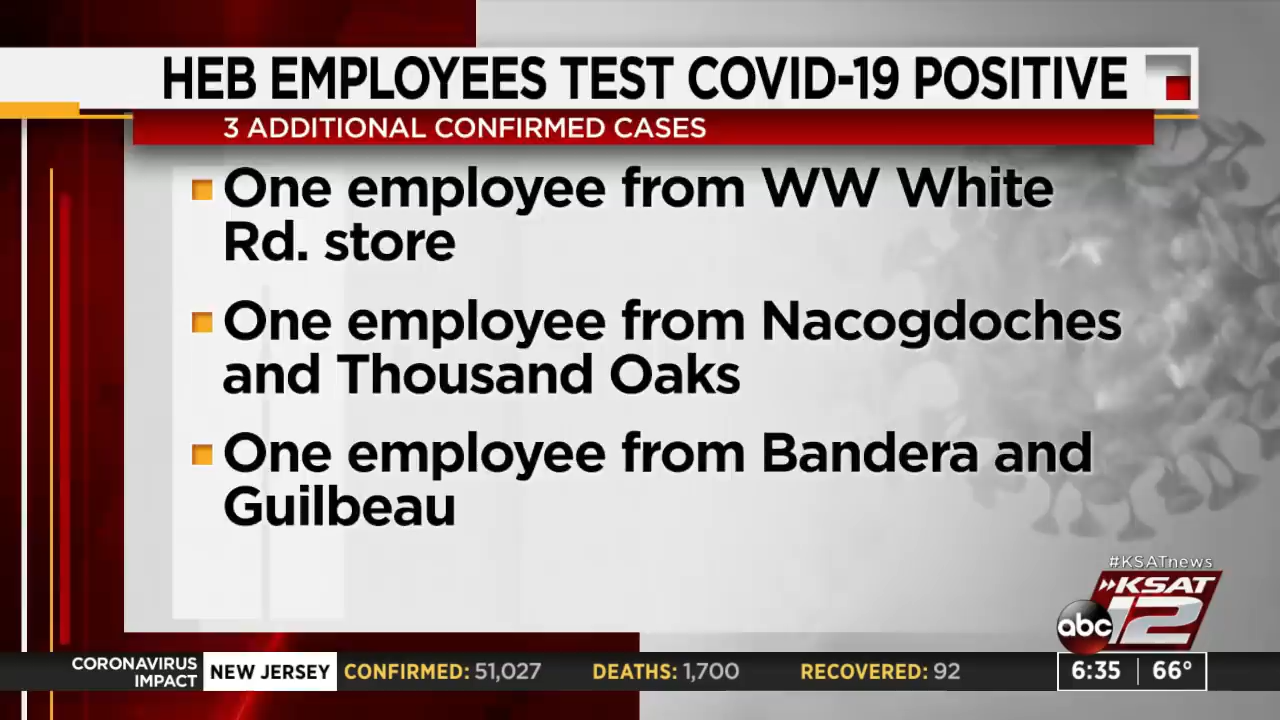 HEB EMPLOYEES TEST COVID-19 POSITIVE
3 ADDITIONAL CONFIRMED CASES
One employee from WW White
Rd. store
One employee from Nacogdoches
and Thousand Oaks
One employee from Bandera and
Guilbeau
#KSATnews
KSAT
abc 12
CORONAVIRUS
IMPACT
NEW JERSEY CONFIRMED: 51,027 DEATHS: 1,700 RECOVERED: 92
6:35 66°